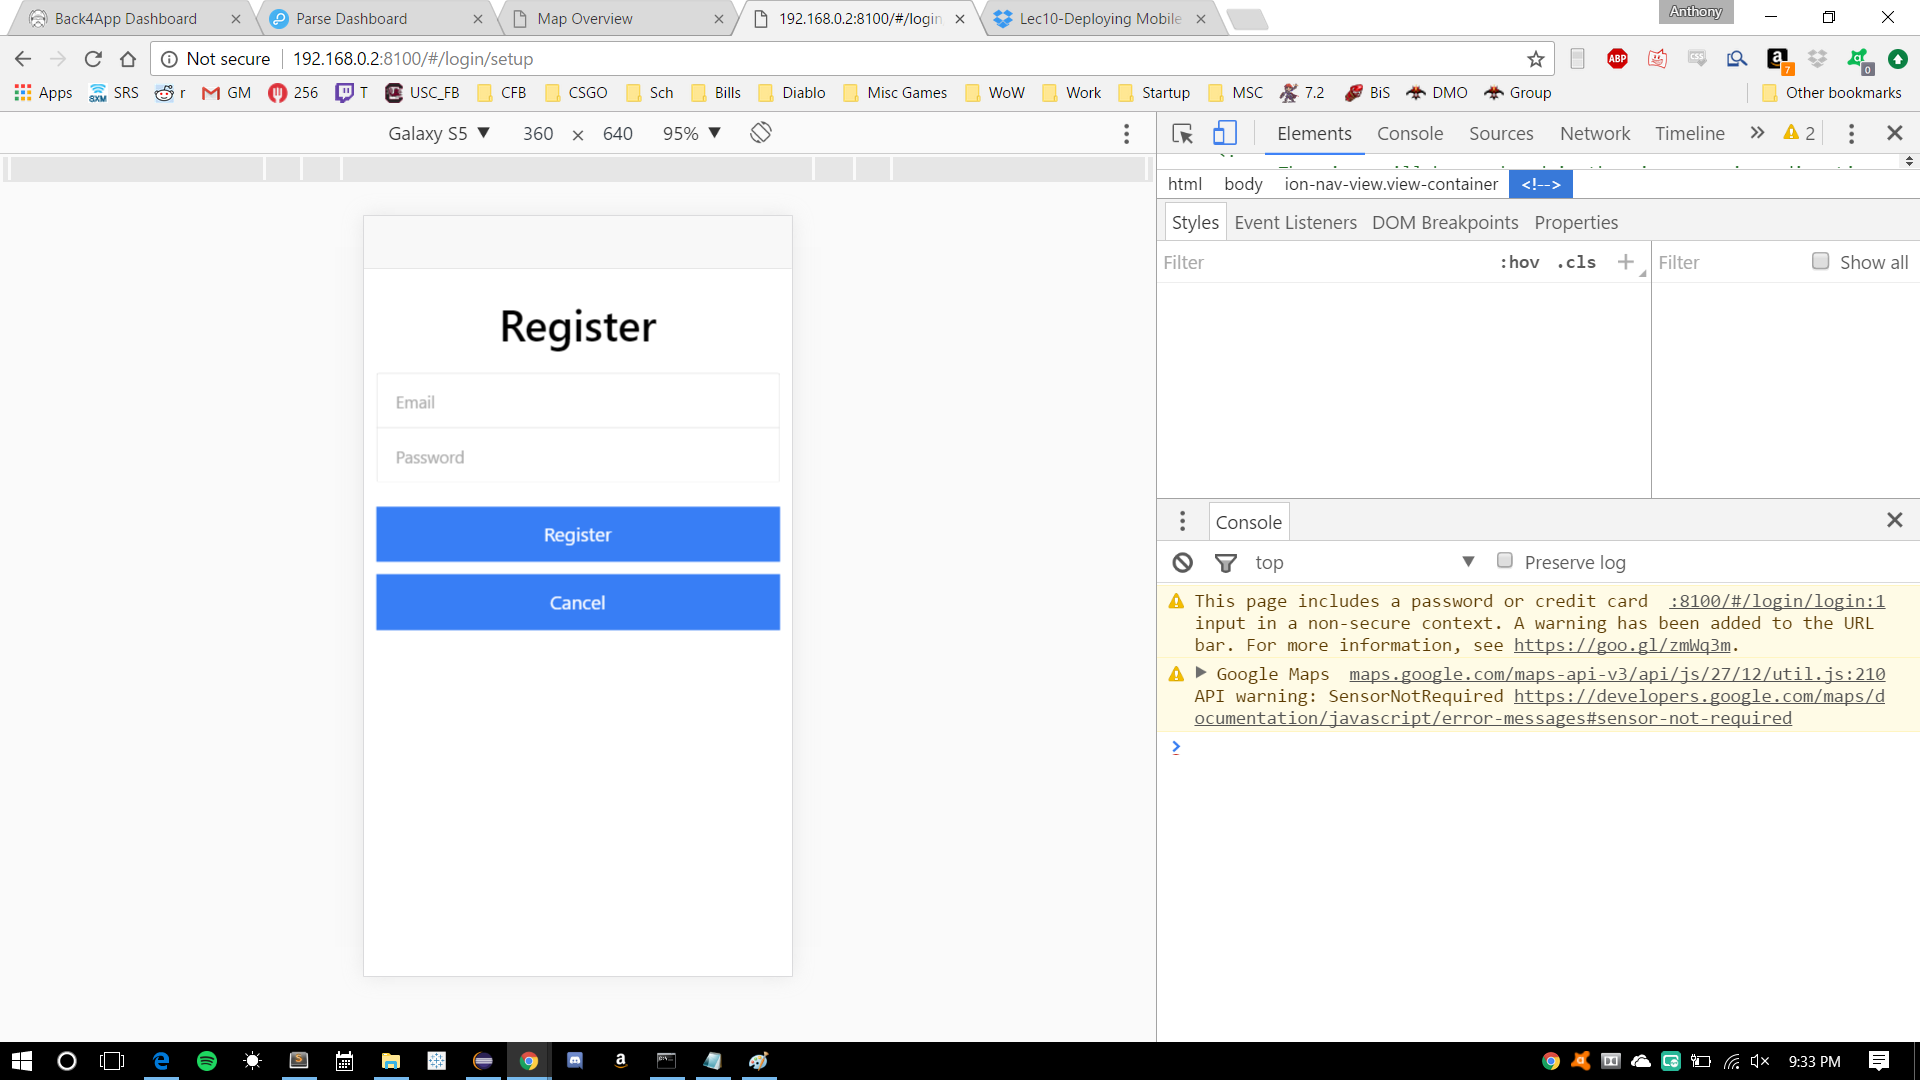 Back4App Dashboard
Parse Dashboard
Map Overview
192.168.0.2:8100/#/login
Lec10-Deploying Mobile
Anthony
Not secure
192.168.0.2:8100/#/login/setup
ABP
CSS
a
7
0
Apps
SXM
SRS
r
GM
256
T
USC_FB
CFB
CSGO
Sch
Bills
Diablo
Misc Games
WoW
Work
Startup
MSC
7.2
BiS
DMO
Group
Other bookmarks
Galaxy S5
360 × 640
95%
Elements
Console
Sources
Network
Timeline
2
html
body
ion-nav-view.view-container
<!-->
Styles
Event Listeners
DOM Breakpoints
Properties
Filter
:hov
.cls
Filter
Show all
Register
Email
Password
Register
Cancel
Console
top
Preserve log
This page includes a password or credit card :8100/#/login/login:1
input in a non-secure context. A warning has been added to the URL
bar. For more information, see https://goo.gl/zmWq3m.
Google Maps maps.google.com/maps-api-v3/api/js/27/12/util.js:210
API warning: SensorNotRequired https://developers.google.com/maps/d
ocumentation/javascript/error-messages#sensor-not-required
9:33 PM